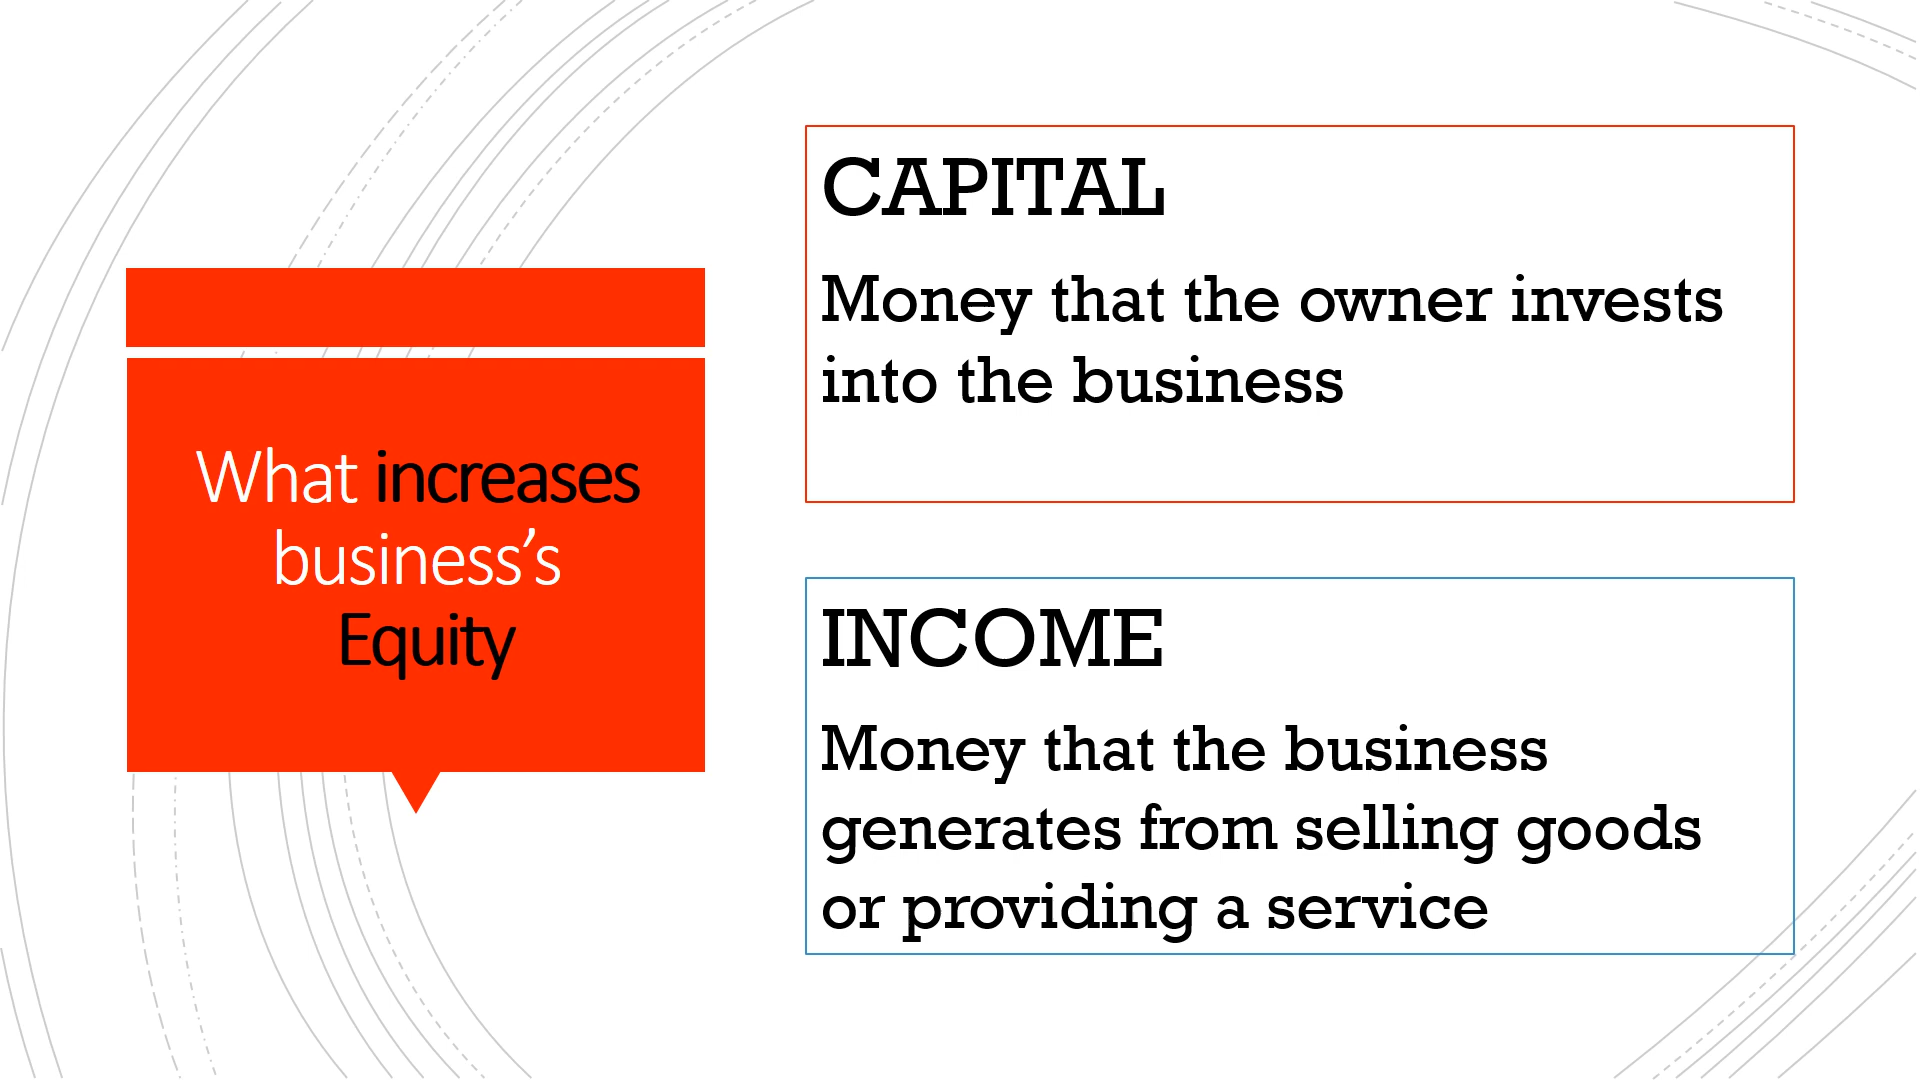 What increases
business’s
Equity
CAPITAL
Money that the owner invests
into the business
INCOME
Money that the business
generates from selling goods
or providing a service